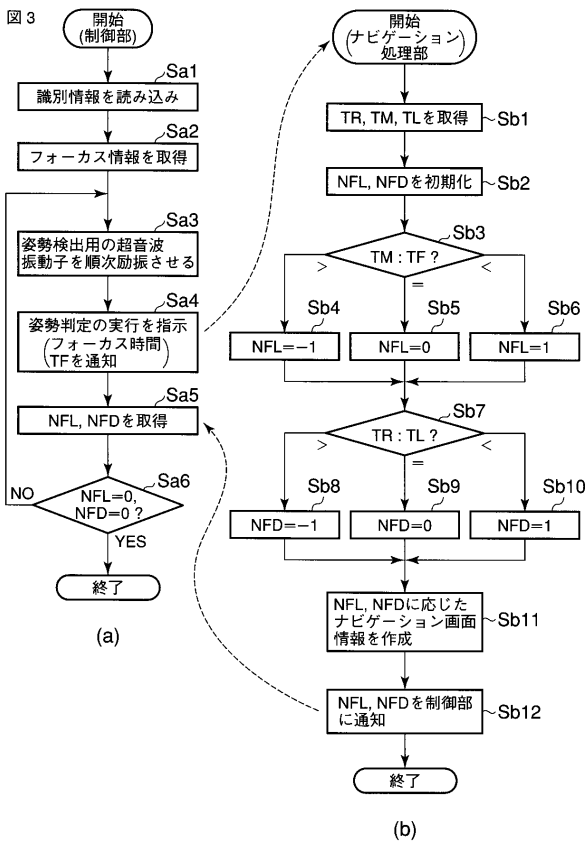 図3
開始
(制御部)
Sa1
識別情報を読み込み
Sa2
フォーカス情報を取得
Sa3
姿勢検出用の超音波
振動子を順次励振させる
Sa4
姿勢判定の実行を指示
(フォーカス時間)
TFを通知
Sa5
NFL, NFDを取得
Sa6
NFL=0,
NFD=0 ?
NO
YES
終了
(a)
開始
(ナビゲーション)
処理部
TR, TM, TLを取得
Sb1
NFL, NFDを初期化
Sb2
Sb3
TM : TF ?
>
=
<
Sb4
NFL=-1
Sb5
NFL=0
Sb6
NFL=1
Sb7
TR : TL ?
>
=
<
Sb8
NFD=-1
Sb9
NFD=0
Sb10
NFD=1
NFL, NFDに応じた
ナビゲーション画面
情報を作成
Sb11
NFL, NFDを制御部
に通知
Sb12
終了
(b)